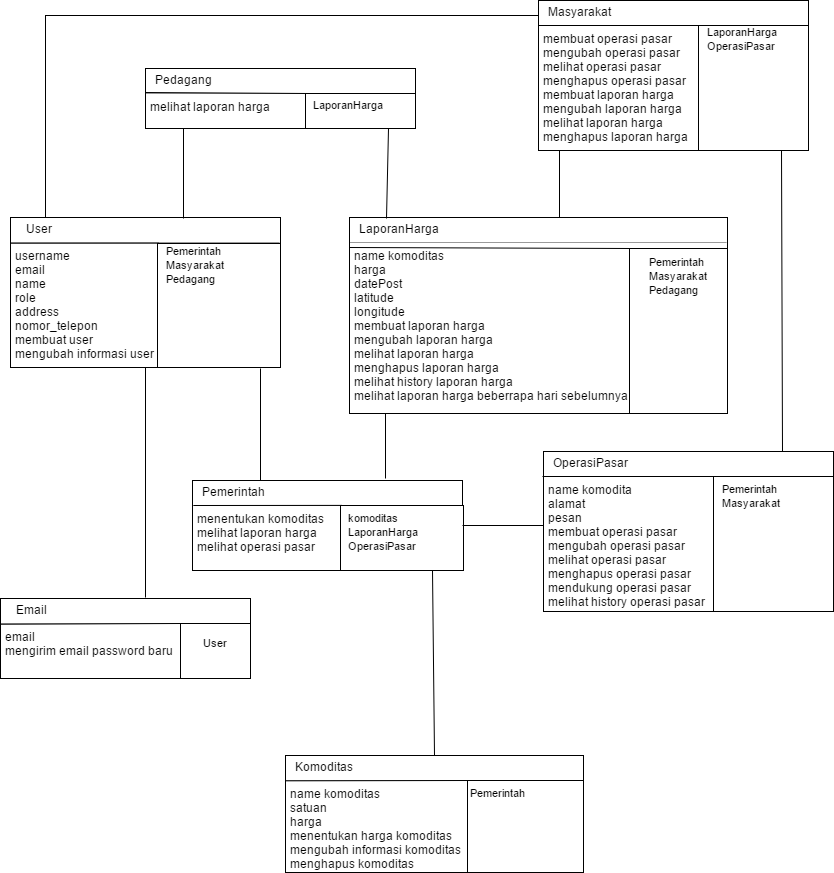 Masyarakat
membuat operasi pasar
mengubah operasi pasar
melihat operasi pasar
menghapus operasi pasar
membuat laporan harga
mengubah laporan harga
melihat laporan harga
menghapus laporan harga
LaporanHarga
OperasiPasar
Pedagang
melihat laporan harga
LaporanHarga
User
username
email
name
role
address
nomor_telepon
membuat user
mengubah informasi user
Pemerintah
Masyarakat
Pedagang
LaporanHarga
name komoditas
harga
datePost
latitude
longitude
membuat laporan harga
mengubah laporan harga
melihat laporan harga
menghapus laporan harga
melihat history laporan harga
melihat laporan harga beberrapa hari sebelumnya
Pemerintah
Masyarakat
Pedagang
Pemerintah
menentukan komoditas
melihat laporan harga
melihat operasi pasar
komoditas
LaporanHarga
OperasiPasar
OperasiPasar
name komodita
alamat
pesan
membuat operasi pasar
mengubah operasi pasar
melihat operasi pasar
menghapus operasi pasar
mendukung operasi pasar
melihat history operasi pasar
Pemerintah
Masyarakat
Email
email
mengirim email password baru
User
Komoditas
name komoditas
satuan
harga
menentukan harga komoditas
mengubah informasi komoditas
menghapus komoditas
Pemerintah